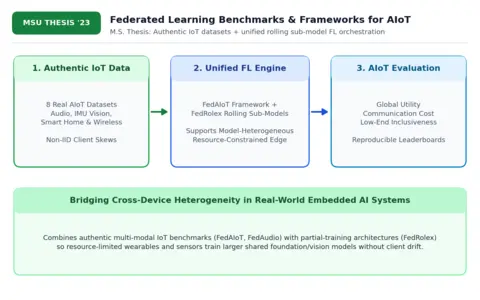 MSU THESIS '23
Federated Learning Benchmarks & Frameworks for AIoT
M.S. Thesis: Authentic IoT datasets + unified rolling sub-model FL orchestration
1. Authentic IoT Data
8 Real AIoT Datasets
Audio, IMU Vision,
Smart Home & Wireless
Non-IID Client Skews
2. Unified FL Engine
FedAIoT Framework +
FedRolex Rolling Sub-Models
Supports Model-Heterogeneous
Resource-Constrained Edge
3. AIoT Evaluation
Global Utility
Communication Cost
Low-End Inclusiveness
Reproducible Leaderboards
Bridging Cross-Device Heterogeneity in Real-World Embedded AI Systems
Combines authentic multi-modal IoT benchmarks (FedAIoT, FedAudio) with partial-training architectures (FedRolex)
so resource-limited wearables and sensors train larger shared foundation/vision models without client drift.